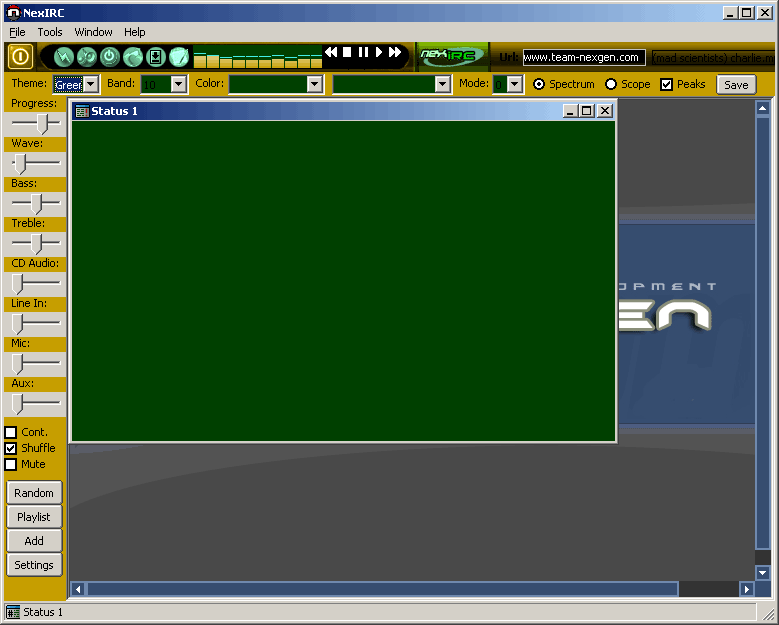 NexIRC
File Tools Window Help
nexIRC Url: www.team-nexgen.com (mad scientists) charlie.m
Theme: Green Band: 10 Color: Mode: 0 Spectrum Scope Peaks Save
Progress:
Status 1
Wave:
Bass:
Treble:
CD Audio:
Line In:
OPMENT
Mic:
Aux:
Cont.
Shuffle
Mute
Random
Playlist
Add
Settings
Status 1